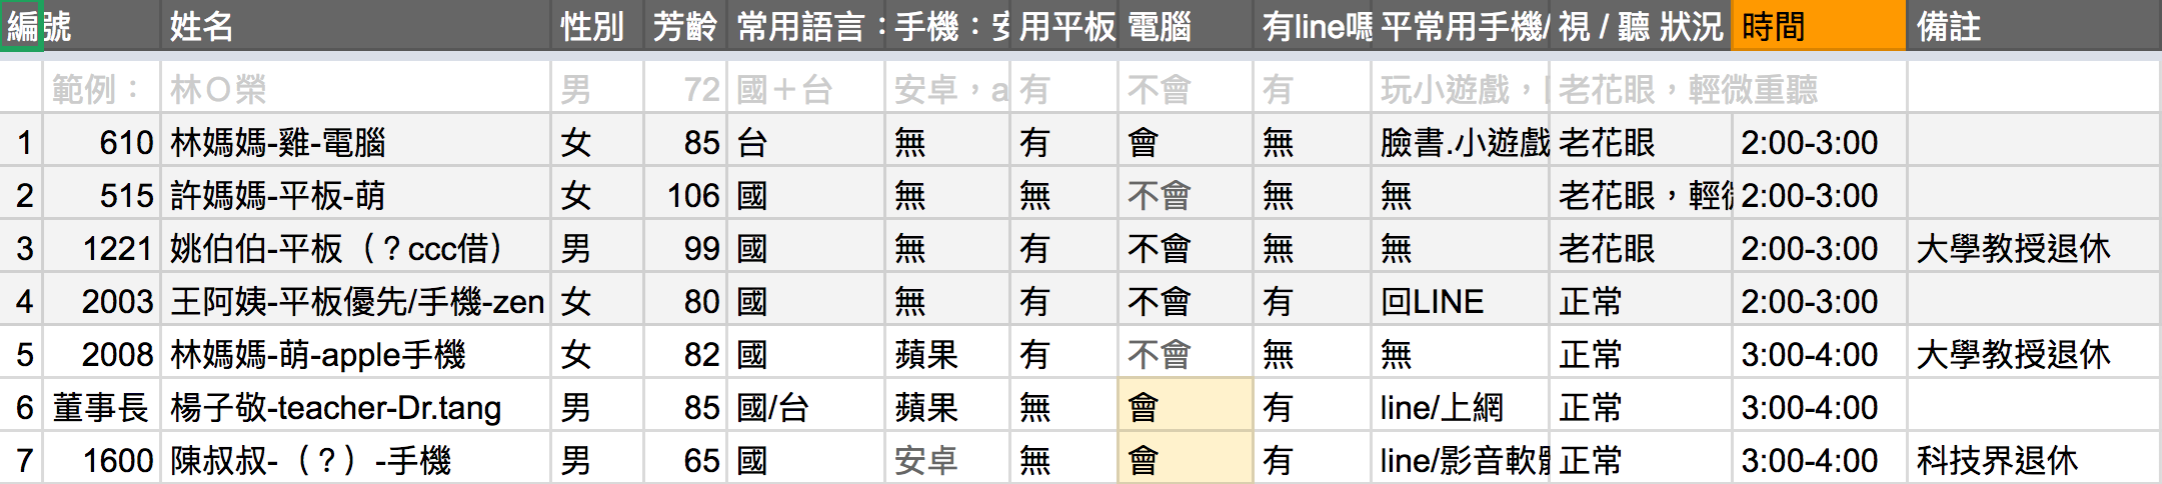 編號 姓名 性別 芳齡 常用語言： 手機：安 用平板 電腦 有line嗎 平常用手機/ 視 / 聽 狀況 時間 備註
範例： 林O榮 男 72 國＋台 安卓，a 有 不會 有 玩小遊戲， 老花眼，輕微重聽
1 610 林媽媽-雞-電腦 女 85 台 無 有 會 無 臉書.小遊戲 老花眼 2:00-3:00
2 515 許媽媽-平板-萌 女 106 國 無 無 不會 無 無 老花眼，輕微 2:00-3:00
3 1221 姚伯伯-平板（？ccc借） 男 99 國 無 有 不會 無 無 老花眼 2:00-3:00 大學教授退休
4 2003 王阿姨-平板優先/手機-zen 女 80 國 無 有 不會 有 回LINE 正常 2:00-3:00
5 2008 林媽媽-萌-apple手機 女 82 國 蘋果 有 不會 無 無 正常 3:00-4:00 大學教授退休
6 董事長 楊子敬-teacher-Dr.tang 男 85 國/台 蘋果 無 會 有 line/上網 正常 3:00-4:00
7 1600 陳叔叔-（？）-手機 男 65 國 安卓 無 會 有 line/影音軟體 正常 3:00-4:00 科技界退休